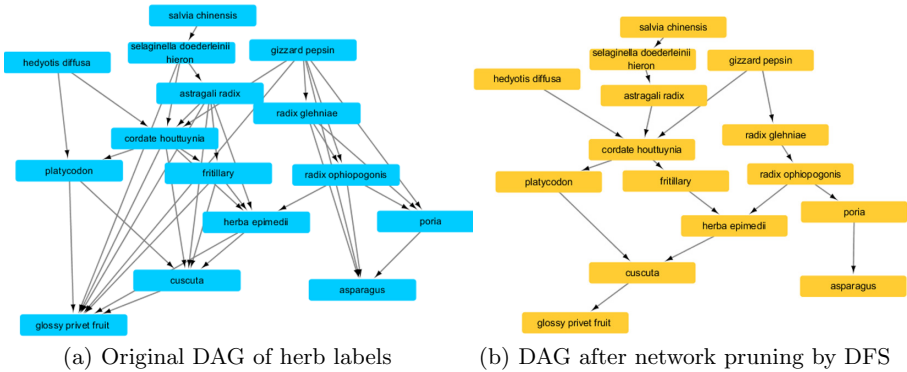 salvia chinensis
selaginella doederleinii
hieron
gizzard pepsin
hedyotis diffusa
astragali radix
radix glehniae
cordate houttuynia
platycodon
fritillary
radix ophiopogonis
herba epimedii
poria
cuscuta
asparagus
glossy privet fruit
(a) Original DAG of herb labels
salvia chinensis
selaginella doederleinii
hieron
gizzard pepsin
hedyotis diffusa
astragali radix
radix glehniae
cordate houttuynia
platycodon
fritillary
radix ophiopogonis
poria
herba epimedii
cuscuta
asparagus
glossy privet fruit
(b) DAG after network pruning by DFS